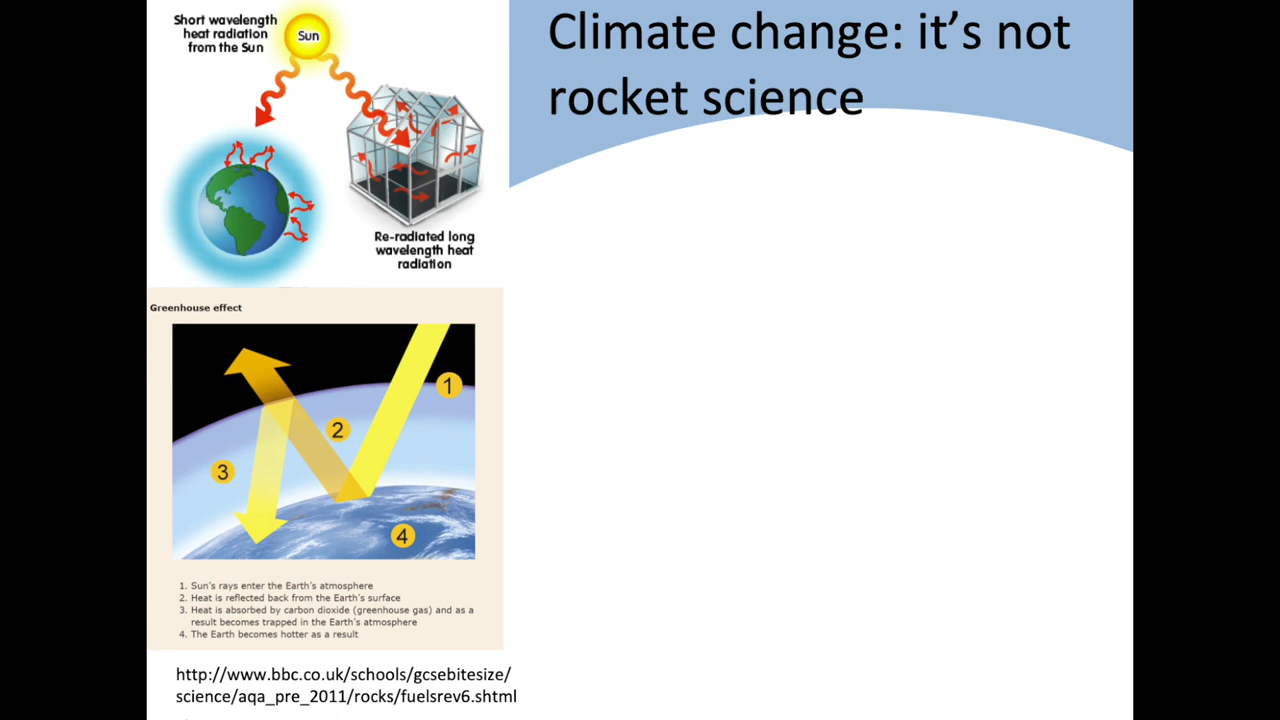 Climate change: it's not
rocket science
Short wavelength
heat radiation
from the Sun
Sun
Re-radiated long
wavelength heat
radiation
Greenhouse effect
1
2
3
4
1. Sun's rays enter the Earth's atmosphere
2. Heat is reflected back from the Earth's surface
3. Heat is absorbed by carbon dioxide (greenhouse gas) and as a
result becomes trapped in the Earth's atmosphere
4. The Earth becomes hotter as a result
http://www.bbc.co.uk/schools/gcsebitesize/
science/aqa_pre_2011/rocks/fuelsrev6.shtml